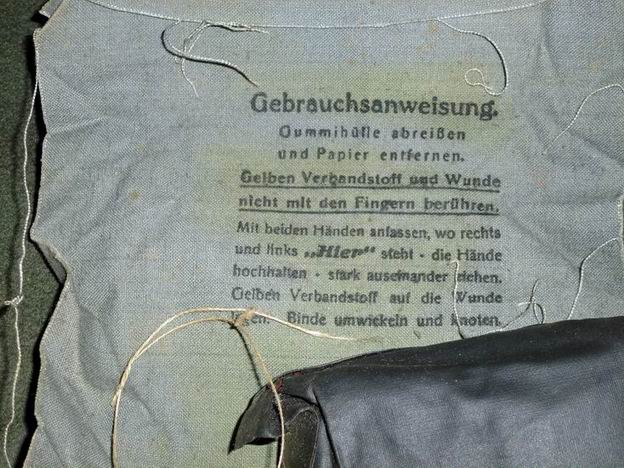 Gebrauchsanweisung.
Gummihülle abreißen
und Papier entfernen.
Gelben Verbandstoff und Wunde
nicht mit den Fingern berühren.
Mit beiden Händen anfassen, wo rechts
und links „Hier“ steht - die Hände
hochhalten - stark auseinander ziehen.
Gelben Verbandstoff auf die Wunde
legen. Binde umwickeln und knoten.